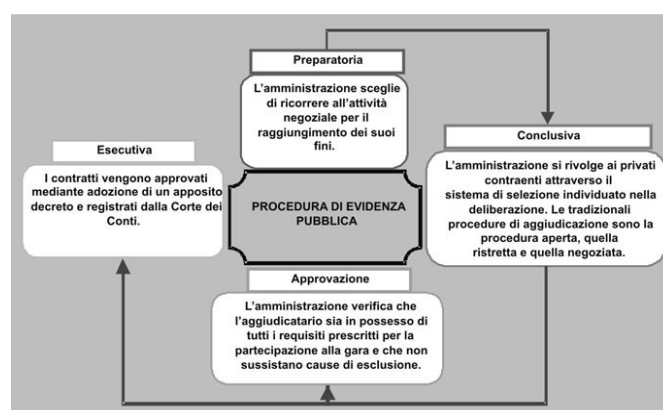 Preparatoria
L'amministrazione sceglie
di ricorrere all'attività
negoziale per il
raggiungimento dei suoi
fini.
Conclusiva
L'amministrazione si rivolge ai privati
contraenti attraverso il
sistema di selezione individuato nella
deliberazione. Le tradizionali
procedure di aggiudicazione sono la
procedura aperta, quella
ristretta e quella negoziata.
Esecutiva
I contratti vengono approvati
mediante adozione di un apposito
decreto e registrati dalla Corte dei
Conti.
PROCEDURA DI EVIDENZA
PUBBLICA
Approvazione
L'amministrazione verifica che
l'aggiudicatario sia in possesso di
tutti i requisiti prescritti per la
partecipazione alla gara e che non
sussistano cause di esclusione.